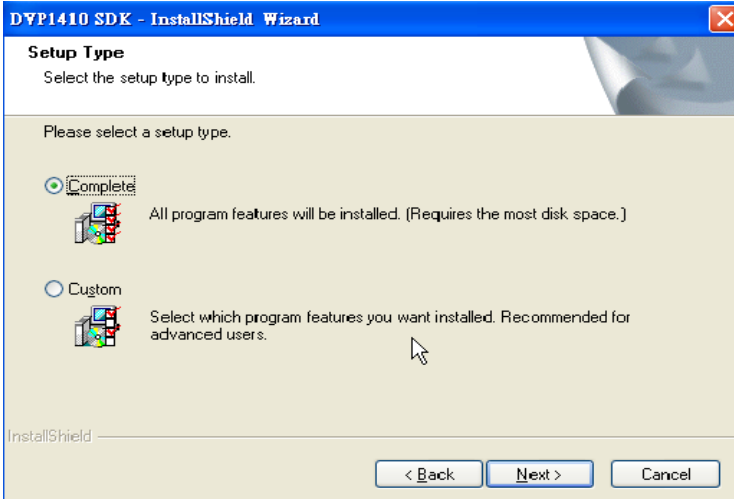 DVP1410 SDK - InstallShield Wizard
Setup Type
Select the setup type to install.
Please select a setup type.
Complete
All program features will be installed. (Requires the most disk space.)
Custom
Select which program features you want installed. Recommended for
advanced users.
InstallShield
< Back
Next >
Cancel